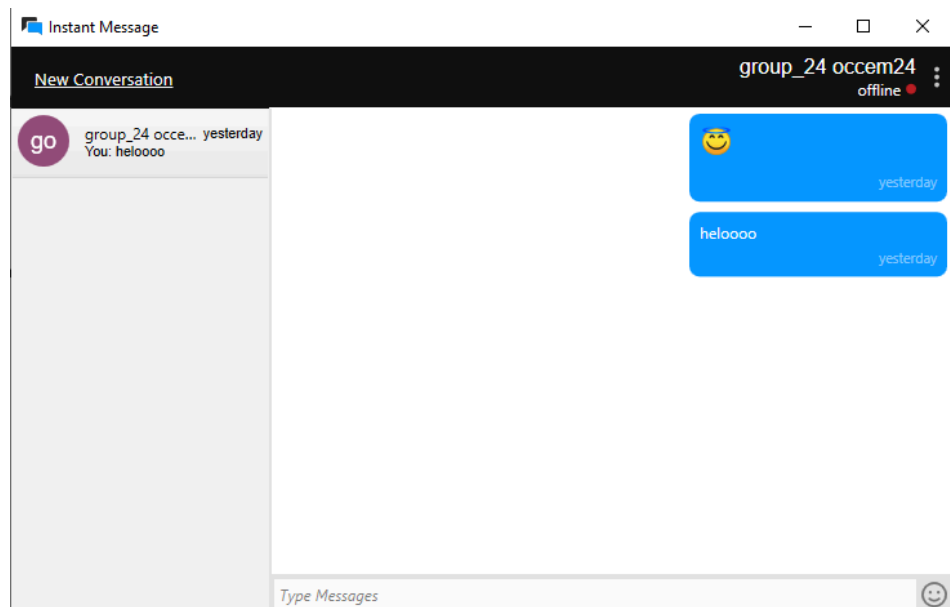 Instant Message
New Conversation
group_24 occem24
offline
go
group_24 occe... yesterday
You: heloooo
yesterday
heloooo
yesterday
Type Messages